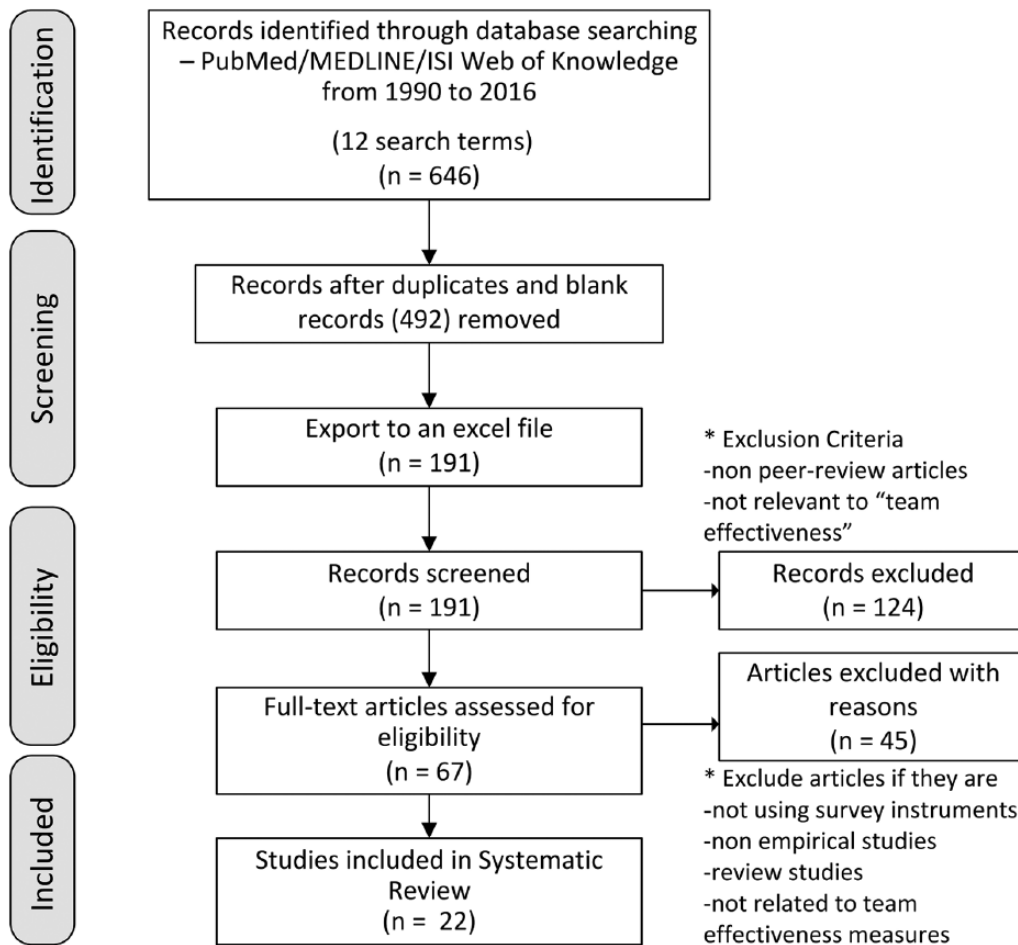 Identification
Records identified through database searching
– PubMed/MEDLINE/ISI Web of Knowledge
from 1990 to 2016
(12 search terms)
(n = 646)
Screening
Records after duplicates and blank
records (492) removed
Export to an excel file
(n = 191)
* Exclusion Criteria
-non peer-review articles
-not relevant to “team
effectiveness”
Eligibility
Records screened
(n = 191)
Records excluded
(n = 124)
Full-text articles assessed for
eligibility
(n = 67)
Articles excluded with
reasons
(n = 45)
* Exclude articles if they are
-not using survey instruments
-non empirical studies
-review studies
-not related to team
effectiveness measures
Included
Studies included in Systematic
Review
(n =  22)